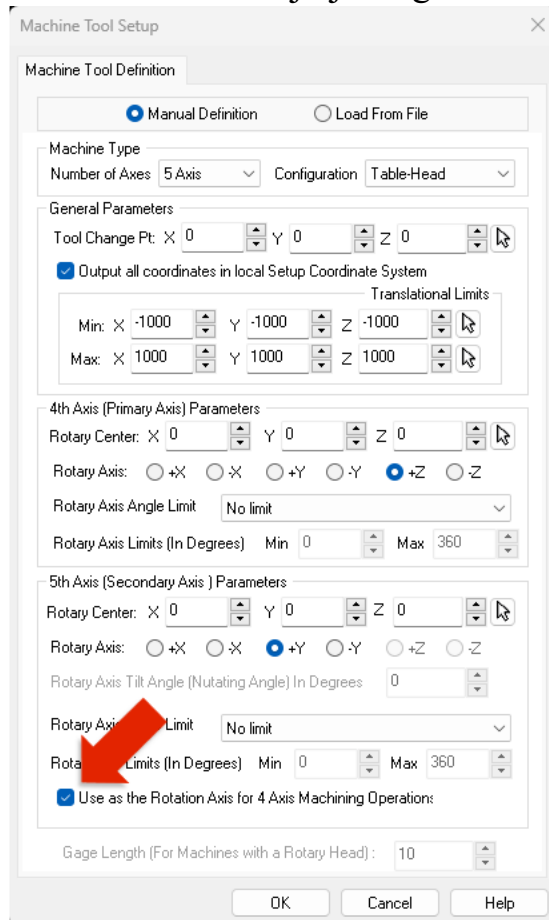 Machine Tool Setup
Machine Tool Definition
Manual Definition Load From File
Machine Type
Number of Axes 5 Axis Configuration Table-Head
General Parameters
Tool Change Pt: X 0 Y 0 Z 0
Output all coordinates in local Setup Coordinate System
Translational Limits
Min: X -1000 Y -1000 Z -1000
Max: X 1000 Y 1000 Z 1000
4th Axis (Primary Axis) Parameters
Rotary Center: X 0 Y 0 Z 0
Rotary Axis: +X -X +Y -Y +Z -Z
Rotary Axis Angle Limit No limit
Rotary Axis Limits (In Degrees) Min 0 Max 360
5th Axis (Secondary Axis ) Parameters
Rotary Center: X 0 Y 0 Z 0
Rotary Axis: +X -X +Y -Y +Z -Z
Rotary Axis Tilt Angle (Nutating Angle) In Degrees 0
Rotary Limit No limit
Limits (In Degrees) Min 0 Max 360
Use as the Rotation Axis for 4 Axis Machining Operations
Gage Length (For Machines with a Rotary Head) : 10
OK Cancel Help